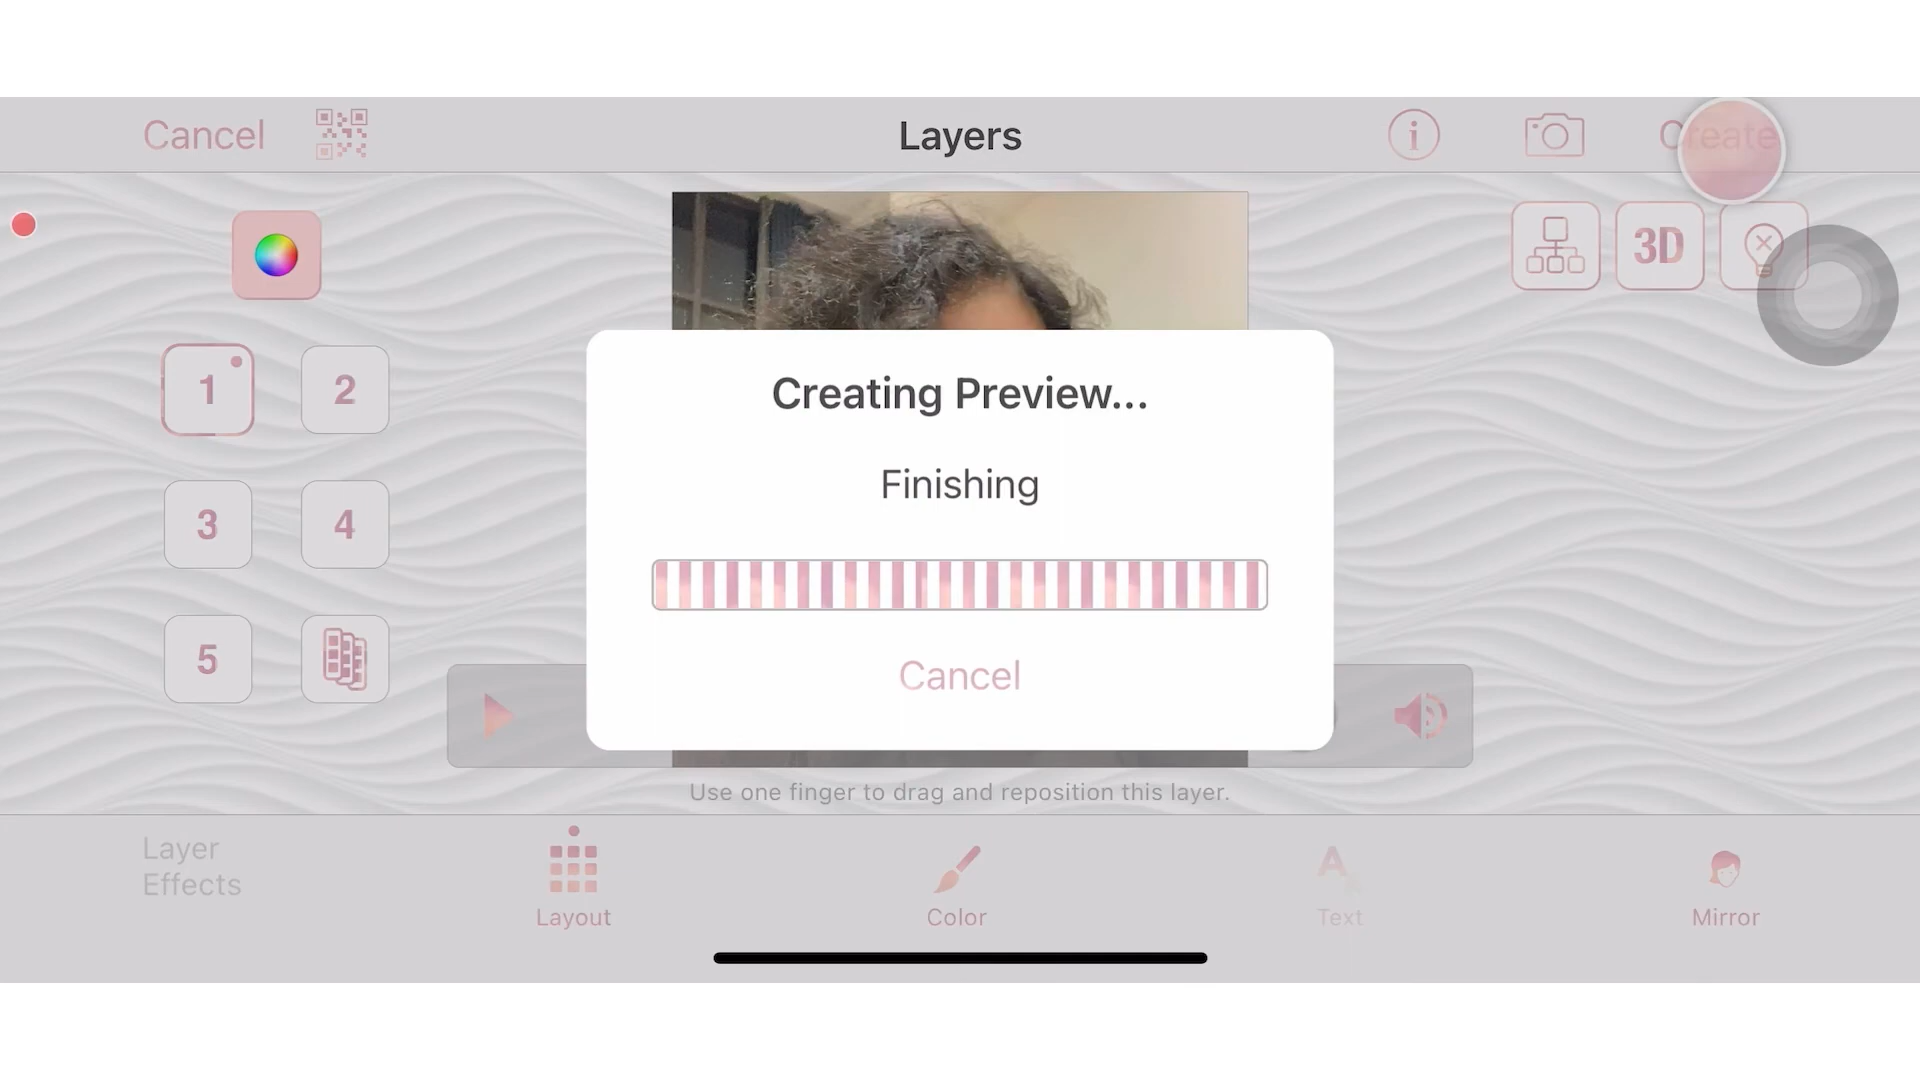 Cancel
Layers
Create
3D
1
2
3
4
5
Creating Preview...
Finishing
Cancel
Use one finger to drag and reposition this layer.
Layer
Effects
Layout
Color
Text
Mirror